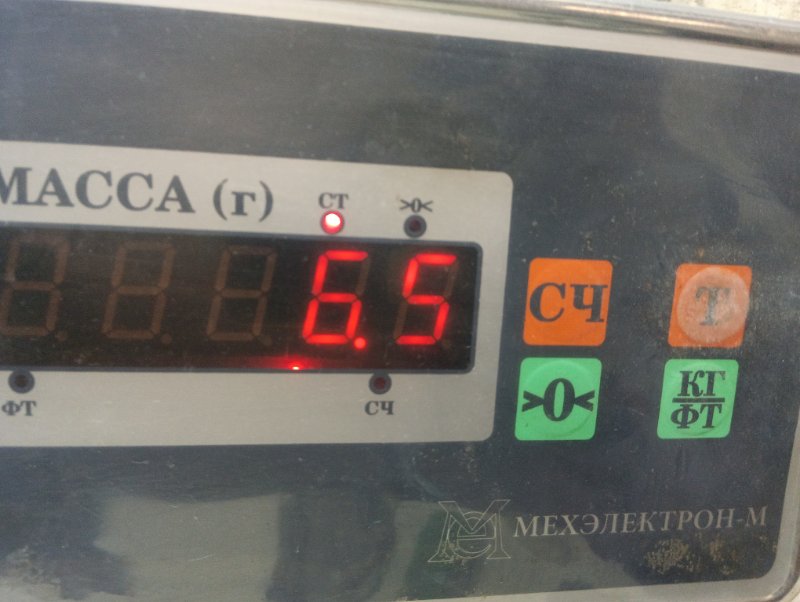 МАССА (г)
СТ
>0<
6.5
СЧ
Т
ФТ
СЧ
>0<
КГ
ФТ
МЕХЭЛЕКТРОН-М